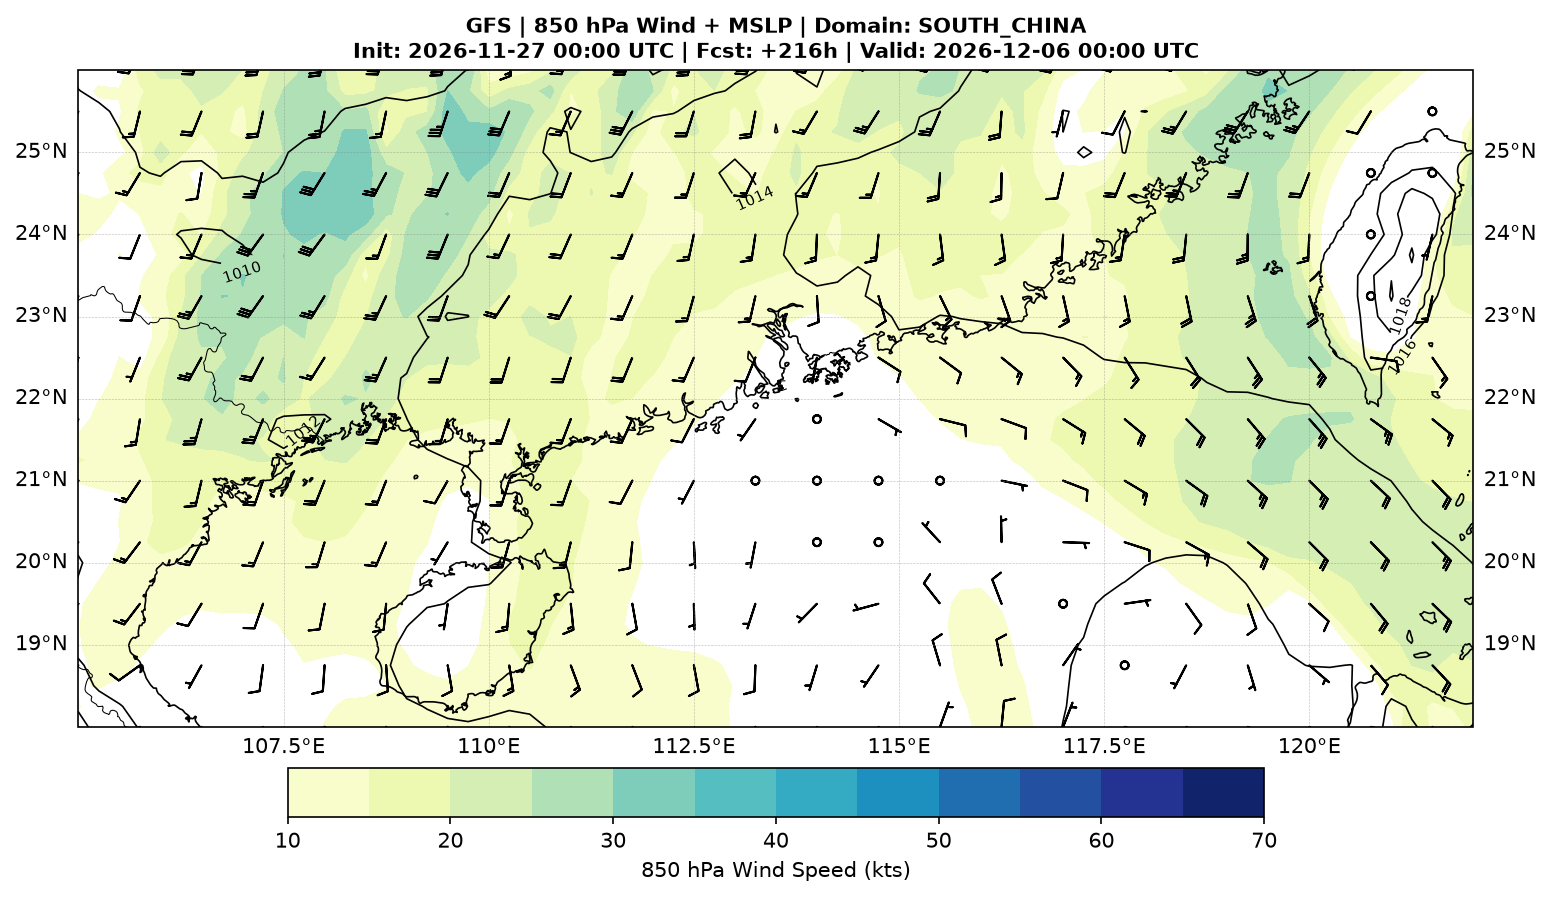 GFS | 850 hPa Wind + MSLP | Domain: SOUTH_CHINA
Init: 2026-11-27 00:00 UTC | Fcst: +216h | Valid: 2026-12-06 00:00 UTC
25°N
25°N
1014
24°N
24°N
1010
23°N
23°N
1018
1016
22°N
22°N
1012
21°N
21°N
20°N
20°N
19°N
19°N
107.5°E 110°E 112.5°E 115°E 117.5°E 120°E
10 20 30 40 50 60 70
850 hPa Wind Speed (kts)